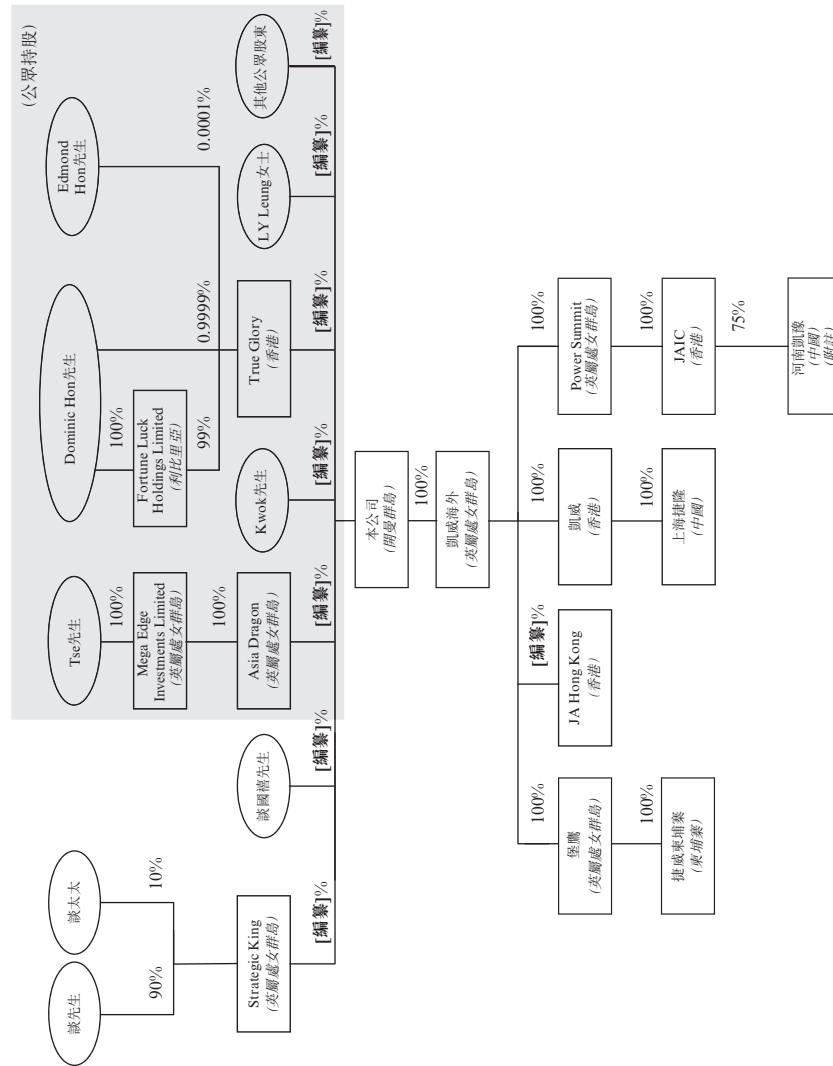 (公眾持股)
談先生
談太太
Tse先生
Dominic Hon先生
Edmond
Hon先生
90%
10%
100%
100%
0.9999%
0.0001%
Mega Edge
Investments Limited
(英屬處女群島)
Fortune Luck
Holdings Limited
(利比里亞)
100%
99%
Strategic King
(英屬處女群島)
談國禧先生
Asia Dragon
(英屬處女群島)
Kwok先生
True Glory
(香港)
LY Leung女士
其他公眾股東
[編纂]%
[編纂]%
[編纂]%
[編纂]%
[編纂]%
[編纂]%
[編纂]%
本公司
(開曼群島)
100%
凱威海外
(英屬處女群島)
100%
[編纂]%
100%
100%
堡鷹
(英屬處女群島)
JA Hong Kong
(香港)
凱威
(香港)
Power Summit
(英屬處女群島)
100%
100%
100%
捷威柬埔寨
(柬埔寨)
上海捷隆
(中國)
JAIC
(香港)
75%
河南凱豫
(中國)
(附註)